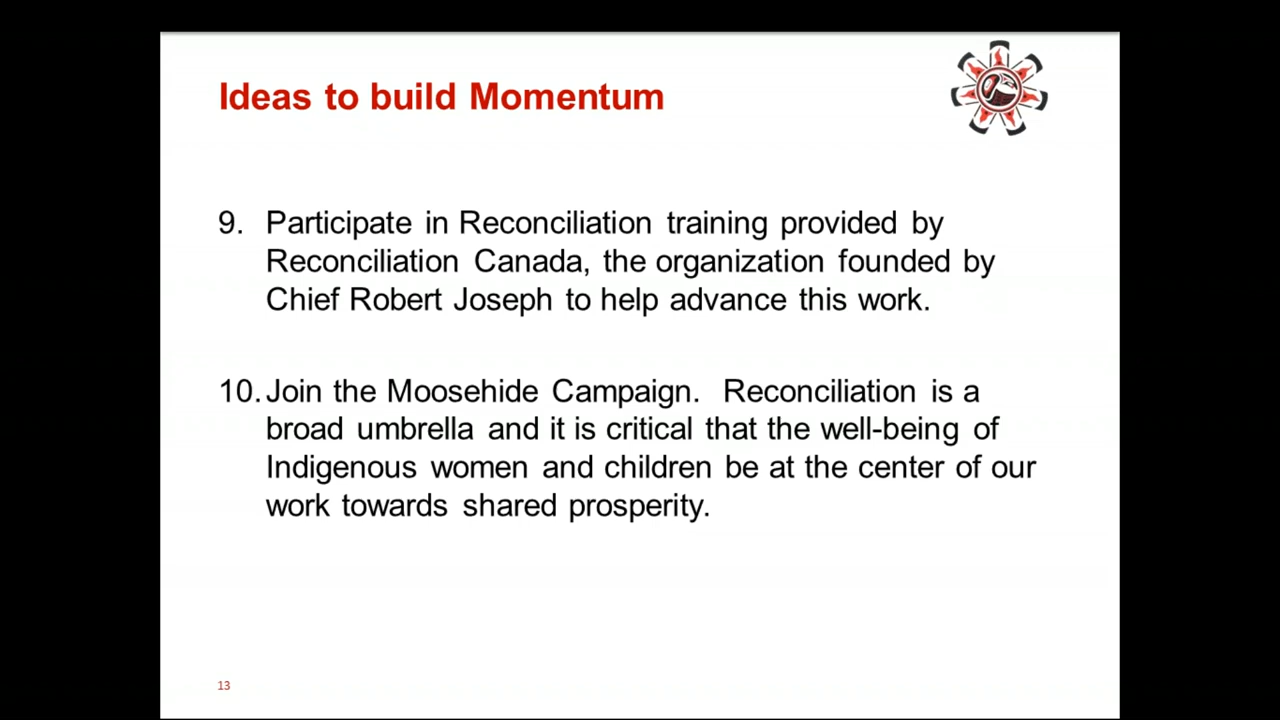 Ideas to build Momentum
9. Participate in Reconciliation training provided by
Reconciliation Canada, the organization founded by
Chief Robert Joseph to help advance this work.
10. Join the Moosehide Campaign. Reconciliation is a
broad umbrella and it is critical that the well-being of
Indigenous women and children be at the center of our
work towards shared prosperity.
13